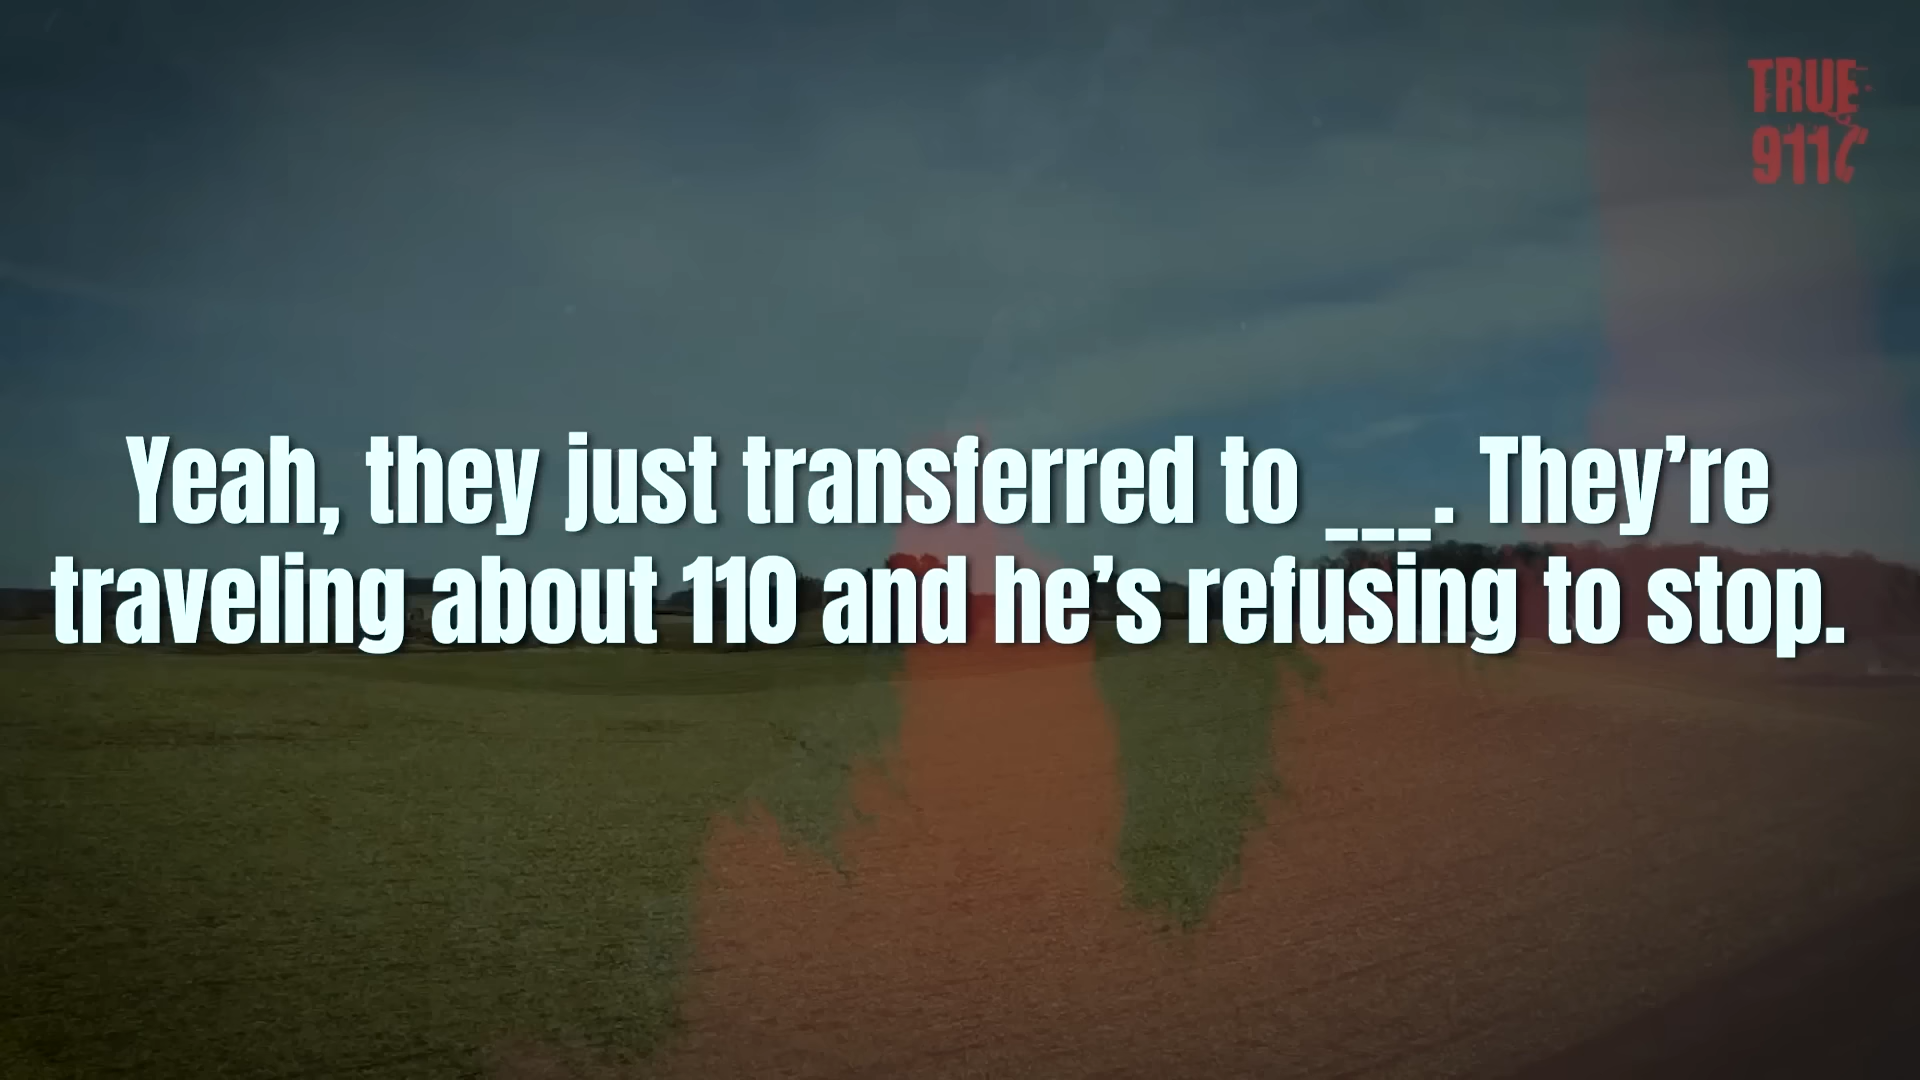 TRUE
911
Yeah, they just transferred to ___. They’re
traveling about 110 and he’s refusing to stop.